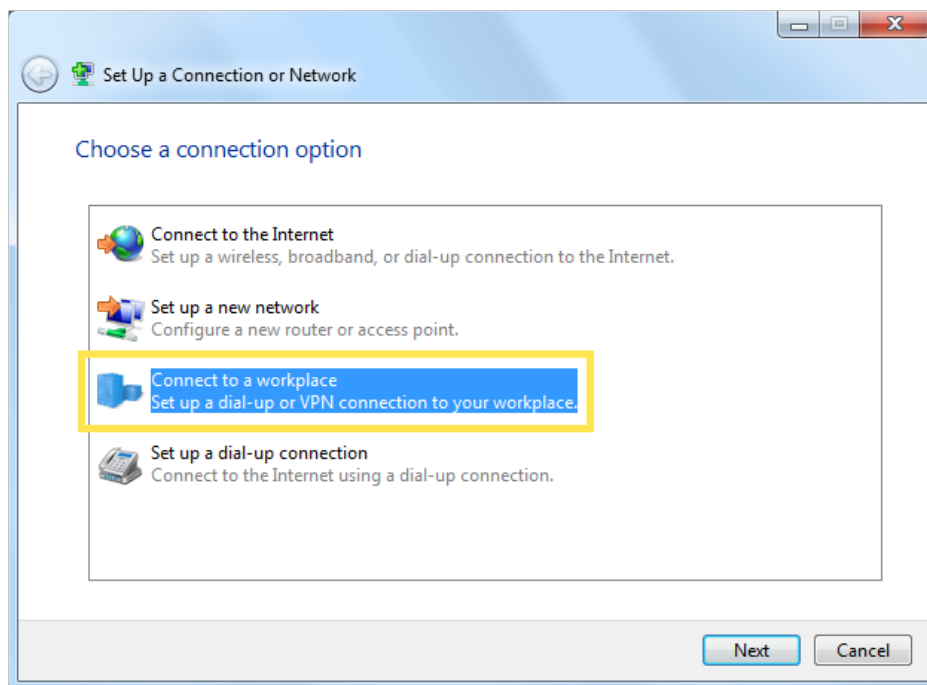 Set Up a Connection or Network
Choose a connection option
Connect to the Internet
Set up a wireless, broadband, or dial-up connection to the Internet.
Set up a new network
Configure a new router or access point.
Connect to a workplace
Set up a dial-up or VPN connection to your workplace.
Set up a dial-up connection
Connect to the Internet using a dial-up connection.
Next Cancel